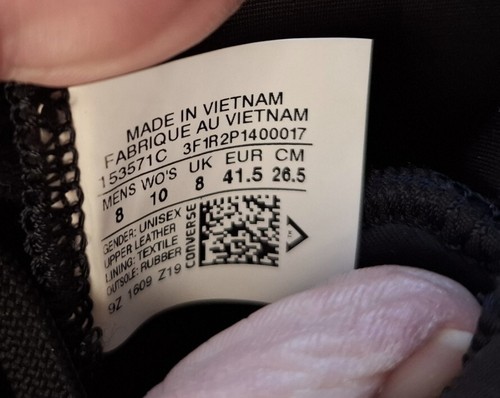 MADE IN VIETNAM
FABRIQUE AU VIETNAM
153571C 3F1R2P1400017
MENS WO'S UK EUR CM
8 10 8 41.5 26.5
GENDER: UNISEX
UPPER LEATHER
LINING: TEXTILE
OUTSOLE: RUBBER
9Z 1609 Z19
CONVERSE